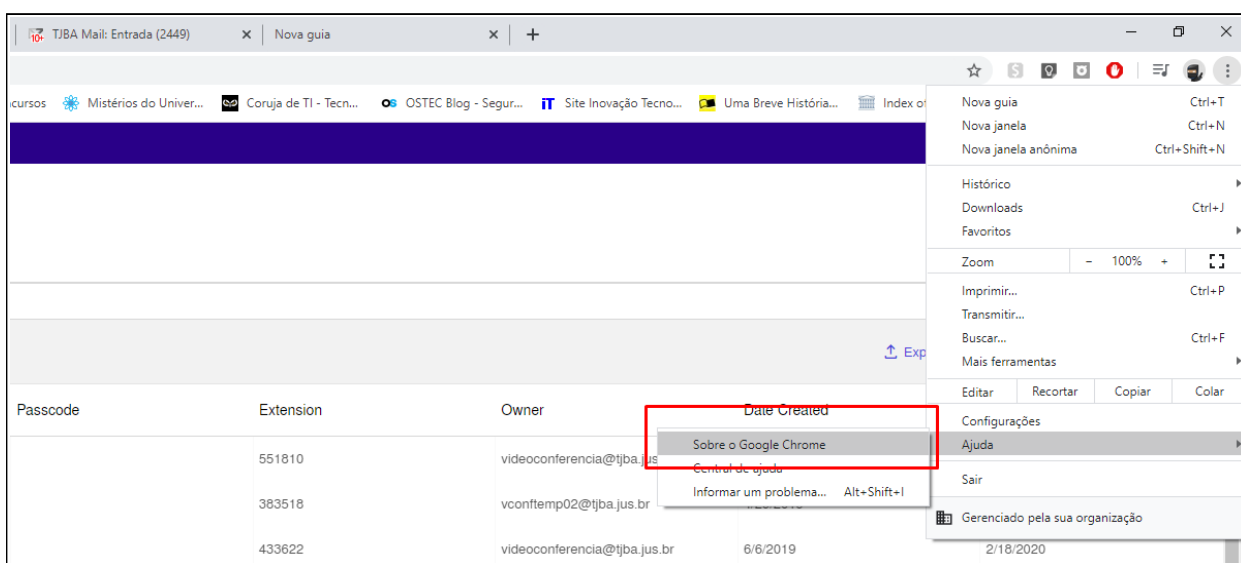 10+ TJBA Mail: Entrada (2449) Nova guia
cursos Mistérios do Univer... Coruja de TI - Tecn... OS OSTEC Blog - Segur... iT Site Inovação Tecno... Uma Breve História... Index of
Nova guia Ctrl+T
Nova janela Ctrl+N
Nova janela anônima Ctrl+Shift+N
Histórico
Downloads Ctrl+J
Favoritos
Zoom - 100% +
Imprimir... Ctrl+P
Transmitir...
Buscar... Ctrl+F
Mais ferramentas
Editar Recortar Copiar Colar
Configurações
Ajuda
Sair
Gerenciado pela sua organização
Exp
Passcode Extension Owner Date Created
Sobre o Google Chrome
Central de ajuda
Informar um problema... Alt+Shift+I
551810 videoconferencia@tjba.jus
383518 vconftemp02@tjba.jus.br
433622 videoconferencia@tjba.jus.br 6/6/2019 2/18/2020